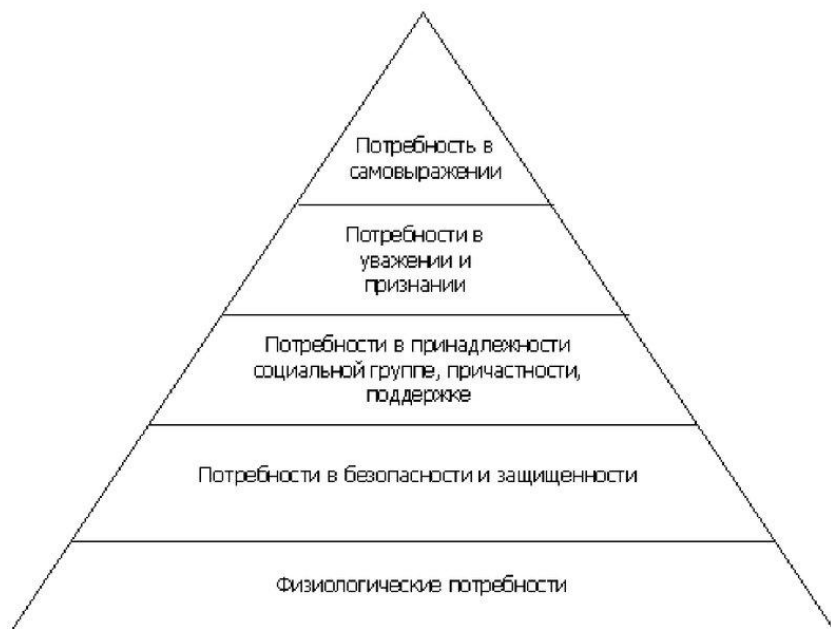 Потребность в
самовыражении
Потребности в
уважении и
признании
Потребности в принадлежности
социальной группе, причастности,
поддержке
Потребности в безопасности и защищенности
Физиологические потребности